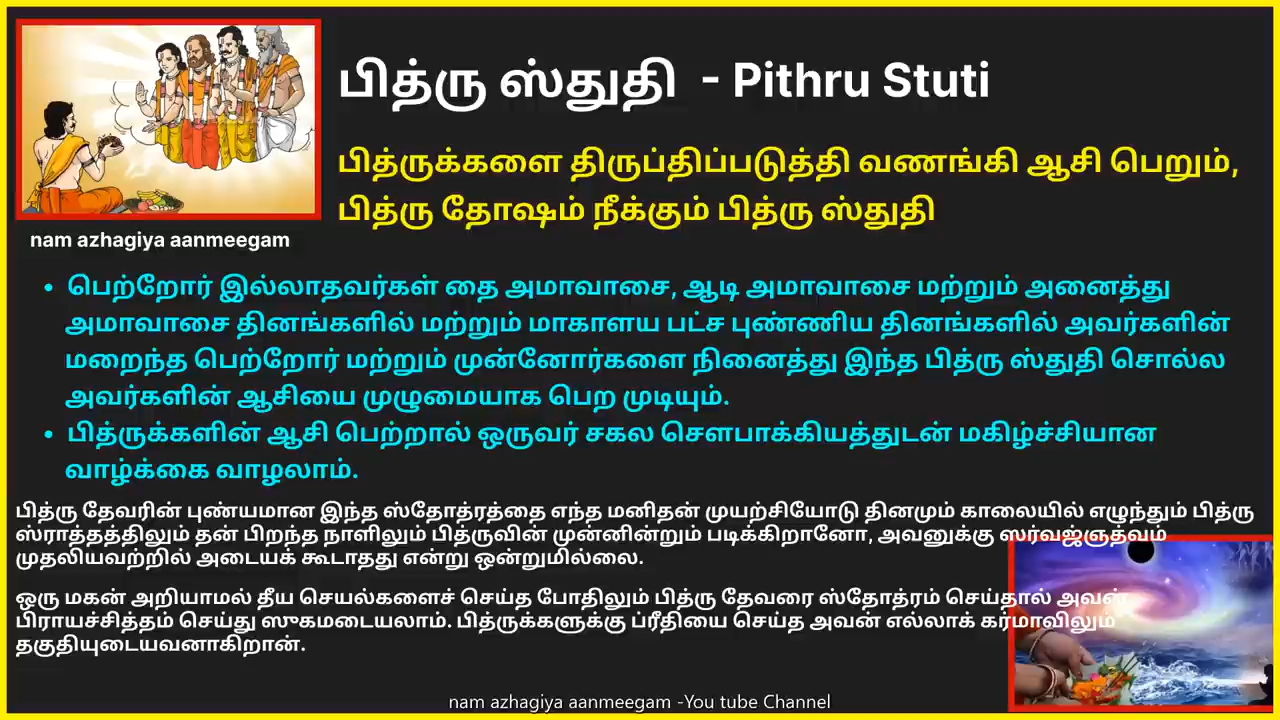 பித்ரு ஸ்துதி - Pithru Stuti
பித்ருக்களை திருப்திப்படுத்தி வணங்கி ஆசி பெறும்,
பித்ரு தோஷம் நீக்கும் பித்ரு ஸ்துதி
nam azhagiya aanmeegam
• பெற்றோர் இல்லாதவர்கள் தை அமாவாசை, ஆடி அமாவாசை மற்றும் அனைத்து
அமாவாசை தினங்களில் மற்றும் மாகாளய பட்ச புண்ணிய தினங்களில் அவர்களின்
மறைந்த பெற்றோர் மற்றும் முன்னோர்களை நினைத்து இந்த பித்ரு ஸ்துதி சொல்ல
அவர்களின் ஆசியை முழுமையாக பெற முடியும்.
• பித்ருக்களின் ஆசி பெற்றால் ஒருவர் சகல சௌபாக்கியத்துடன் மகிழ்ச்சியான
வாழ்க்கை வாழலாம்.
பித்ரு தேவரின் புண்யமான இந்த ஸ்தோத்ரத்தை எந்த மனிதன் முயற்சியோடு தினமும் காலையில் எழுந்தும் பித்ரு
ஸ்ராத்தத்திலும் தன் பிறந்த நாளிலும் பித்ருவின் முன்னின்றும் படிக்கிறானோ, அவனுக்கு ஸர்வஜ்ஞத்வம்
முதலியவற்றில் அடையக் கூடாதது என்று ஒன்றுமில்லை.
ஒரு மகன் அறியாமல் தீய செயல்களைச் செய்த போதிலும் பித்ரு தேவரை ஸ்தோத்ரம் செய்தால் அவன்
பிராயச்சித்தம் செய்து ஸுகமடையலாம். பித்ருக்களுக்கு ப்ரீதியை செய்த அவன் எல்லாக் கர்மாவிலும்
தகுதியுடையவனாகிறான்.
nam azhagiya aanmeegam -You tube Channel